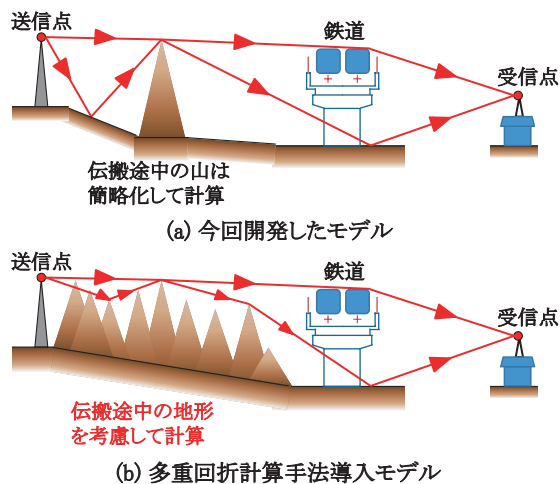 送信点
鉄道
受信点
伝搬途中の山は
簡略化して計算
(a) 今回開発したモデル
送信点
鉄道
受信点
伝搬途中の地形
を考慮して計算
(b) 多重回折計算手法導入モデル